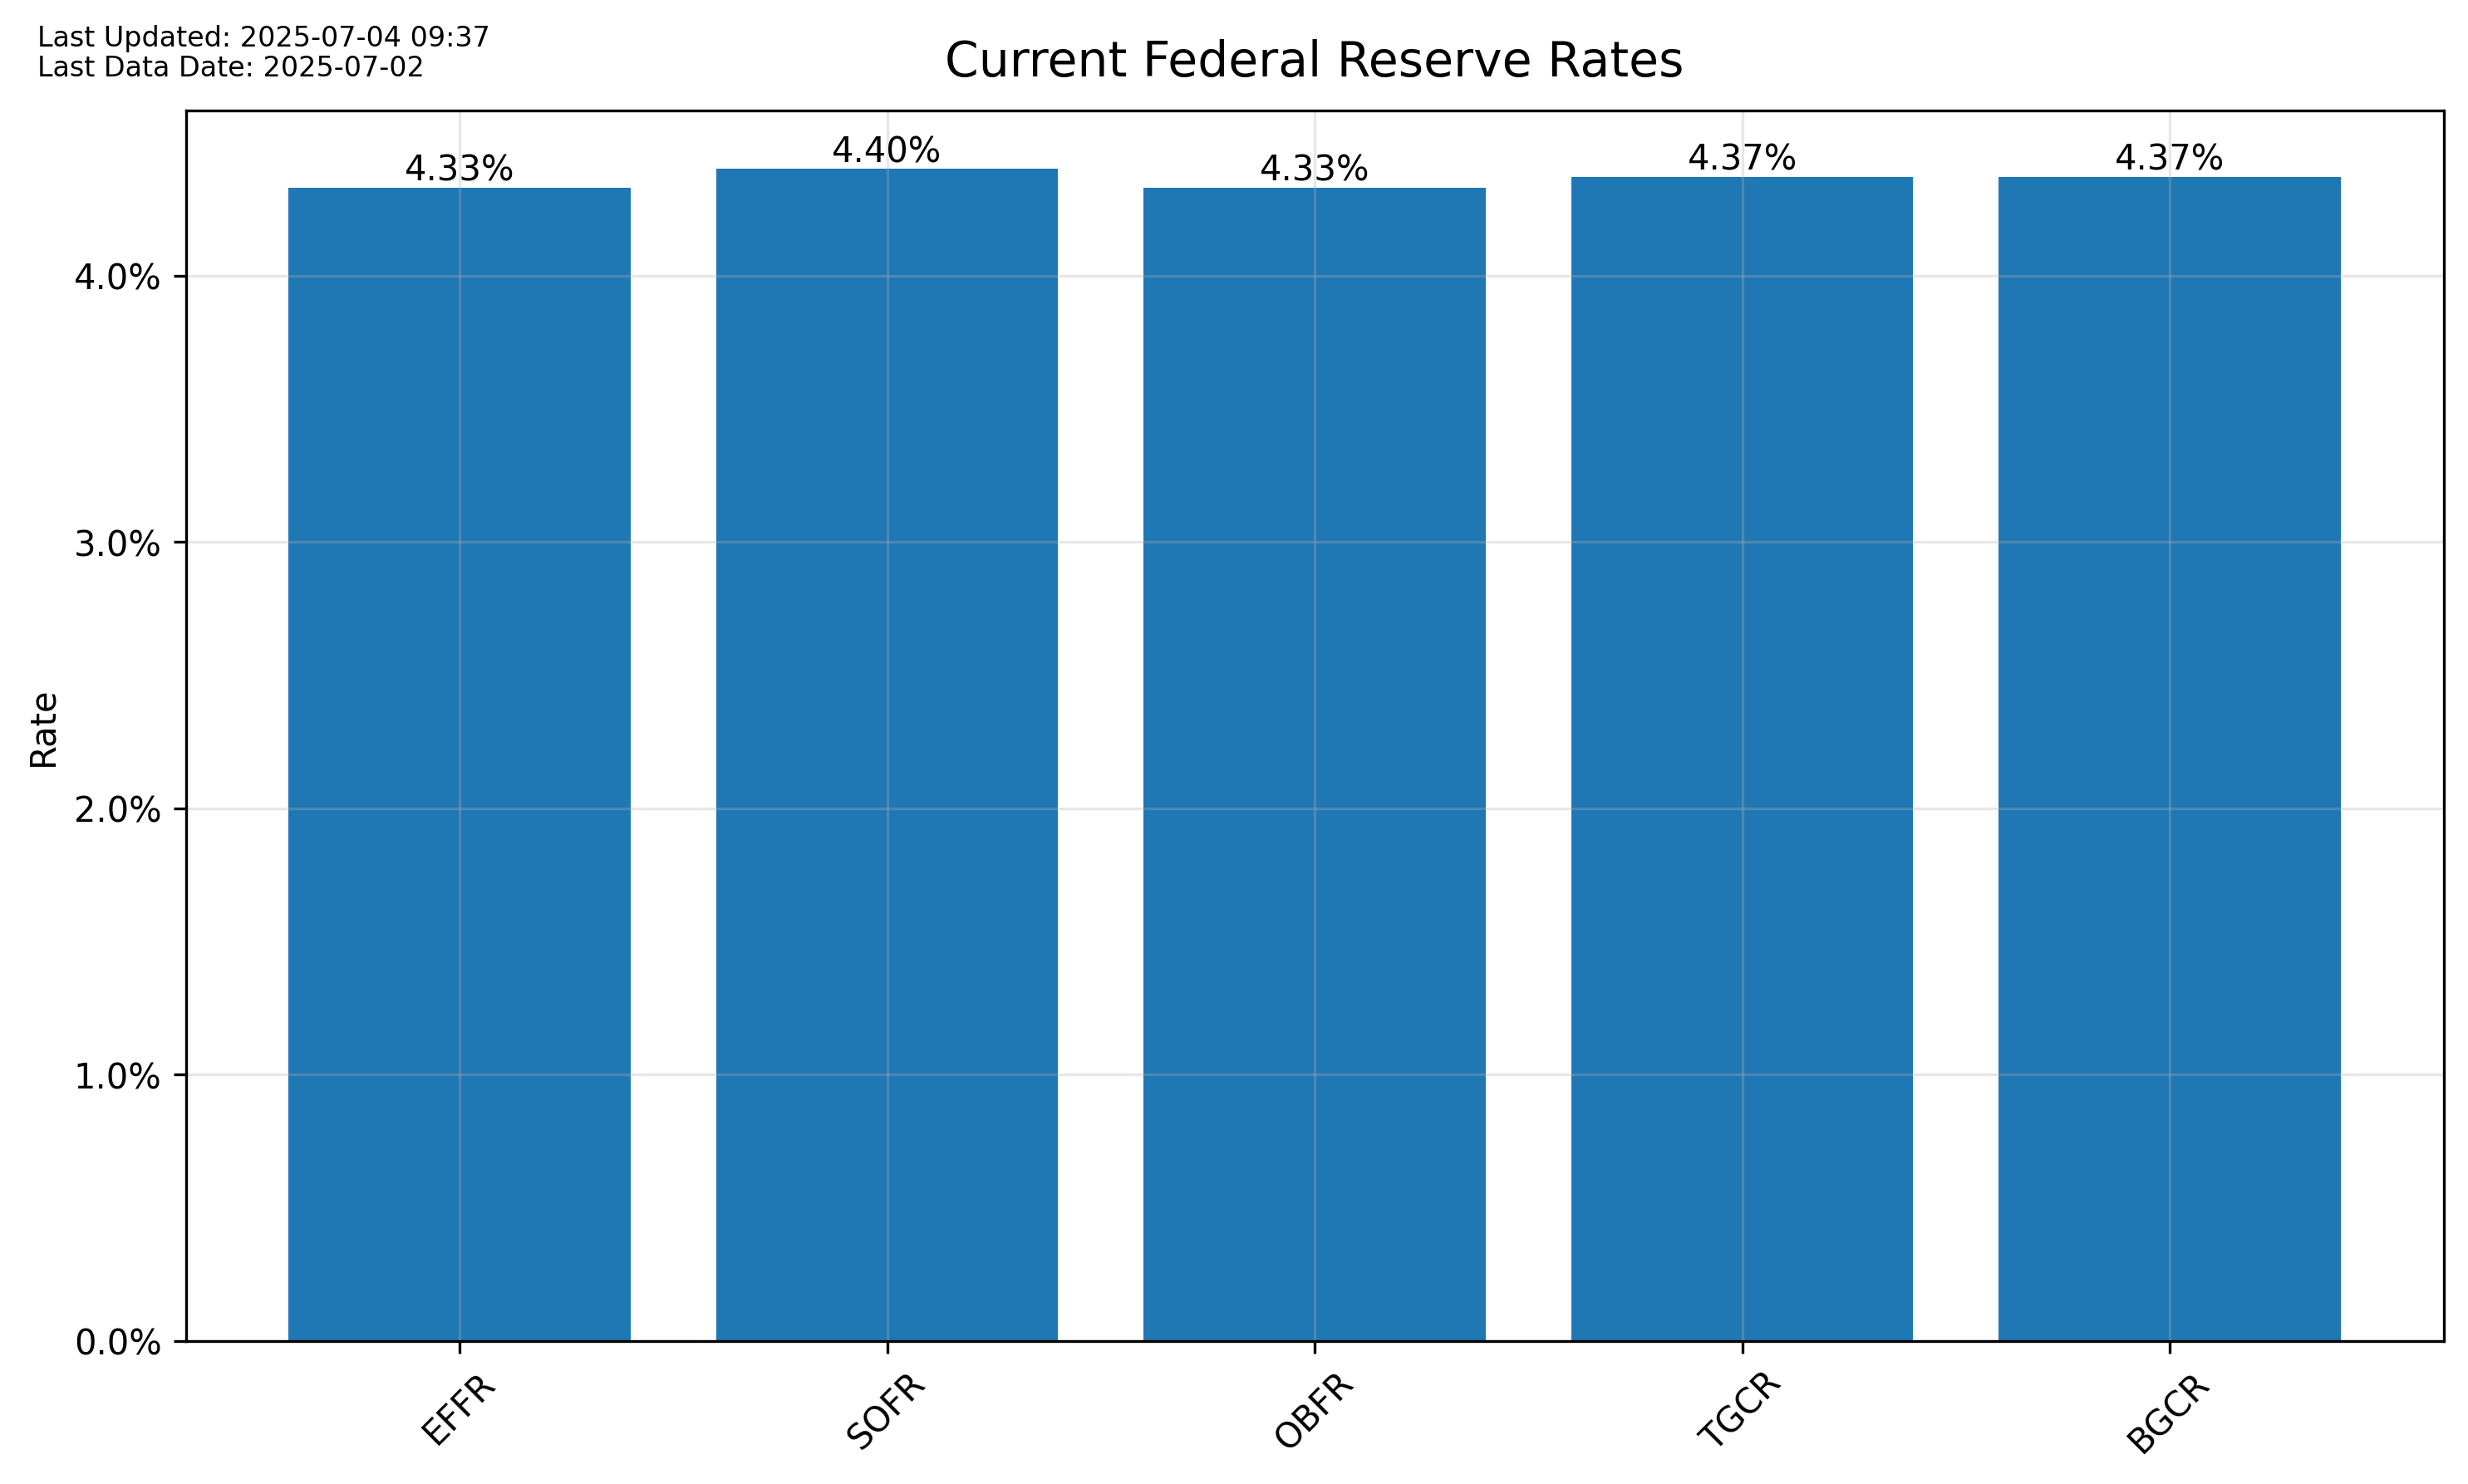 Last Updated: 2025-07-04 09:37
Last Data Date: 2025-07-02
Current Federal Reserve Rates
4.33%
4.40%
4.33%
4.37%
4.37%
4.0%
3.0%
2.0%
1.0%
0.0%
Rate
EFFR
SOFR
OBFR
TGCR
BGCR